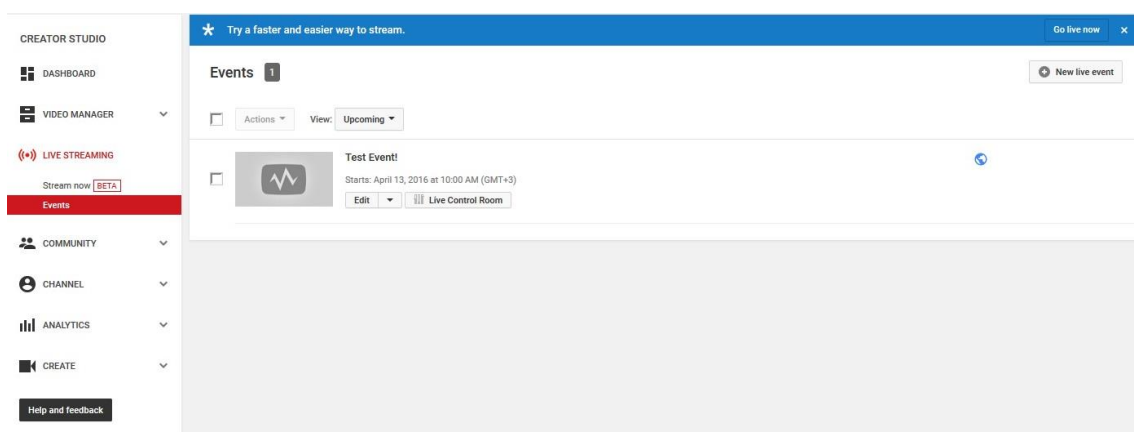 CREATOR STUDIO
DASHBOARD
VIDEO MANAGER
LIVE STREAMING
Stream now BETA
Events
COMMUNITY
CHANNEL
ANALYTICS
CREATE
Help and feedback
Try a faster and easier way to stream.
Go live now
Events 1
New live event
Actions View: Upcoming
Test Event!
Starts: April 13, 2016 at 10:00 AM (GMT+3)
Edit Live Control Room